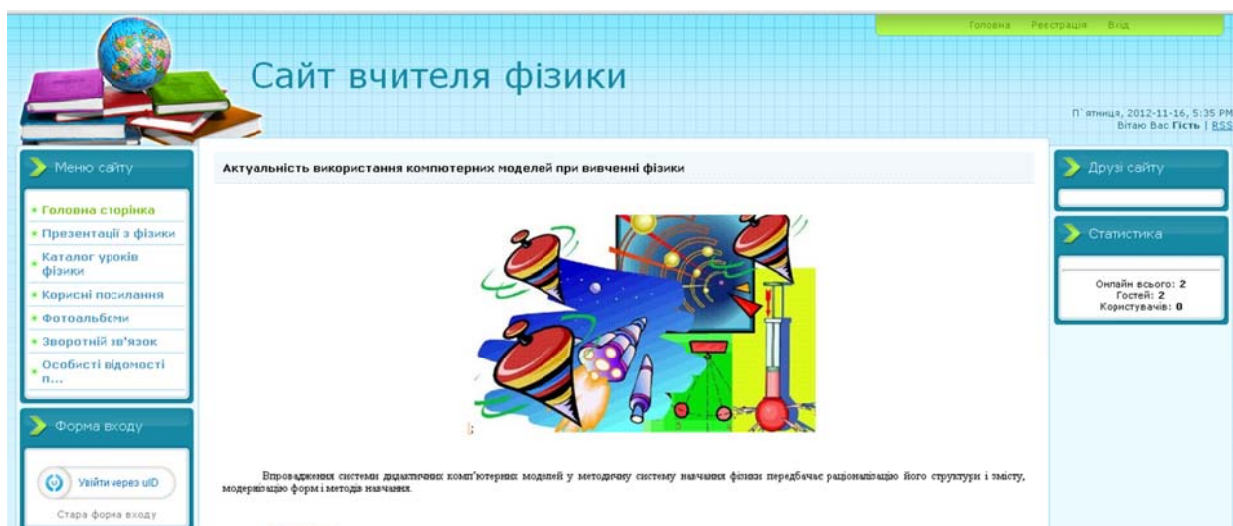 Головна Реєстрація Вхід
Сайт вчителя фізики
П`ятниця, 2012-11-16, 5:35 PM
Вітаю Вас Гість | RSS
Меню сайту
Головна сторінка
Презентації з фізики
Каталог уроків
фізики
Корисні посилання
Фотоальбоми
Зворотній зв'язок
Особисті відомості
п...
Форма входу
Увійти через uID
Стара форма входу
Актуальність використання компютерних моделей при вивченні фізики
Впровадження системи дидактичних комп'ютерних моделей у методичну систему навчання фізики передбачає раціоналізацію його структури і змісту,
модернізацію форм і методів навчання.
Друзі сайту
Статистика
Онлайн всього: 2
Гостей: 2
Користувачів: 0